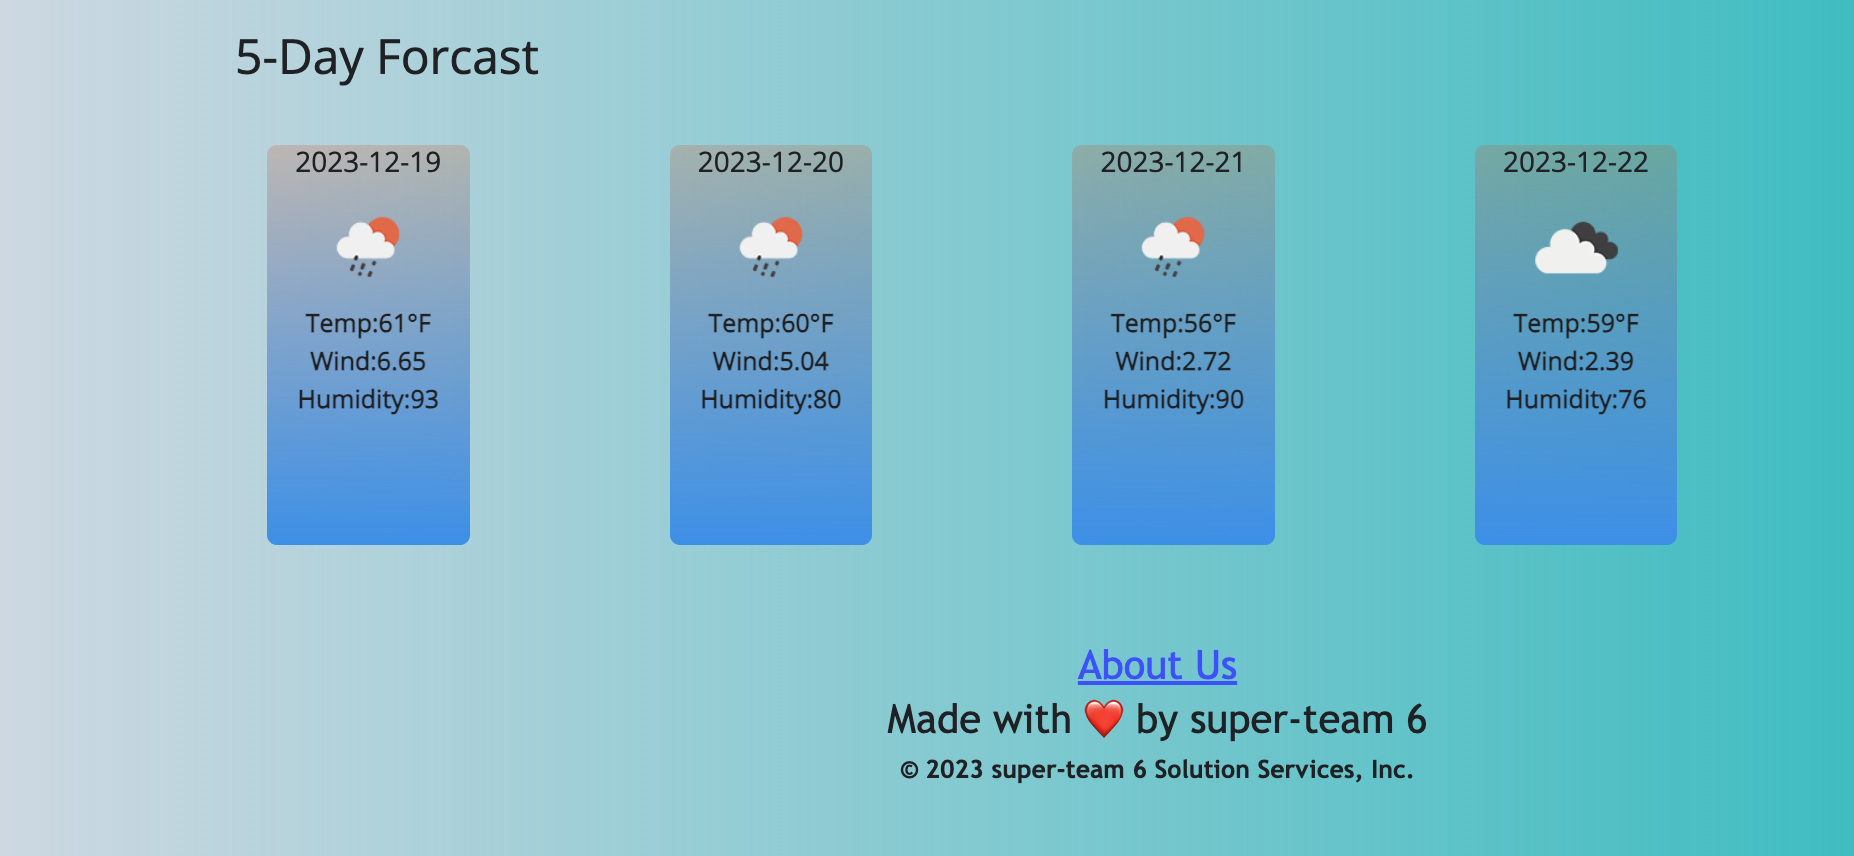 5-Day Forcast
2023-12-19
Temp:61°F
Wind:6.65
Humidity:93
2023-12-20
Temp:60°F
Wind:5.04
Humidity:80
2023-12-21
Temp:56°F
Wind:2.72
Humidity:90
2023-12-22
Temp:59°F
Wind:2.39
Humidity:76
About Us
Made with ❤️ by super-team 6
© 2023 super-team 6 Solution Services, Inc.